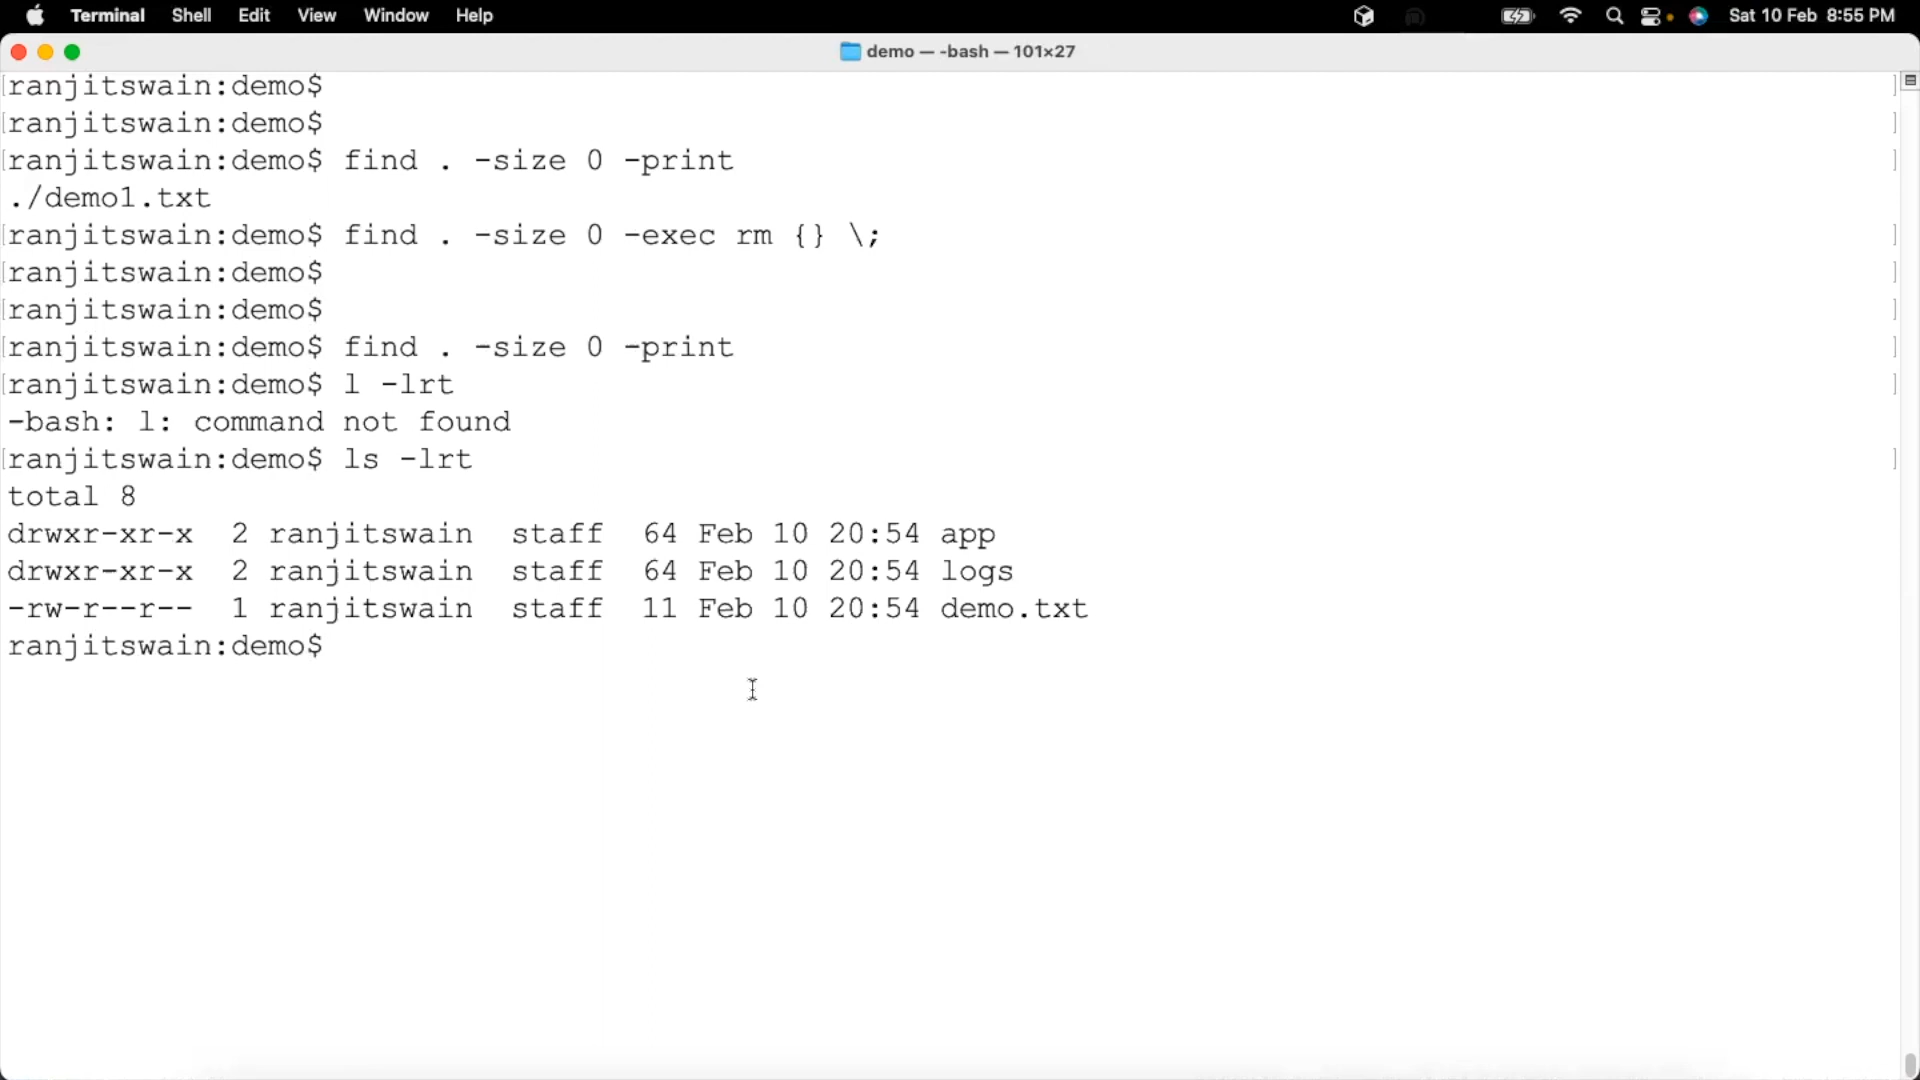 Terminal Shell Edit View Window Help Sat 10 Feb 8:55 PM
demo — -bash — 101×27
ranjitswain:demo$
ranjitswain:demo$
ranjitswain:demo$ find . -size 0 -print
./demo1.txt
ranjitswain:demo$ find . -size 0 -exec rm {} \;
ranjitswain:demo$
ranjitswain:demo$
ranjitswain:demo$ find . -size 0 -print
ranjitswain:demo$ l -lrt
-bash: l: command not found
ranjitswain:demo$ ls -lrt
total 8
drwxr-xr-x  2 ranjitswain  staff  64 Feb 10 20:54 app
drwxr-xr-x  2 ranjitswain  staff  64 Feb 10 20:54 logs
-rw-r--r--  1 ranjitswain  staff  11 Feb 10 20:54 demo.txt
ranjitswain:demo$